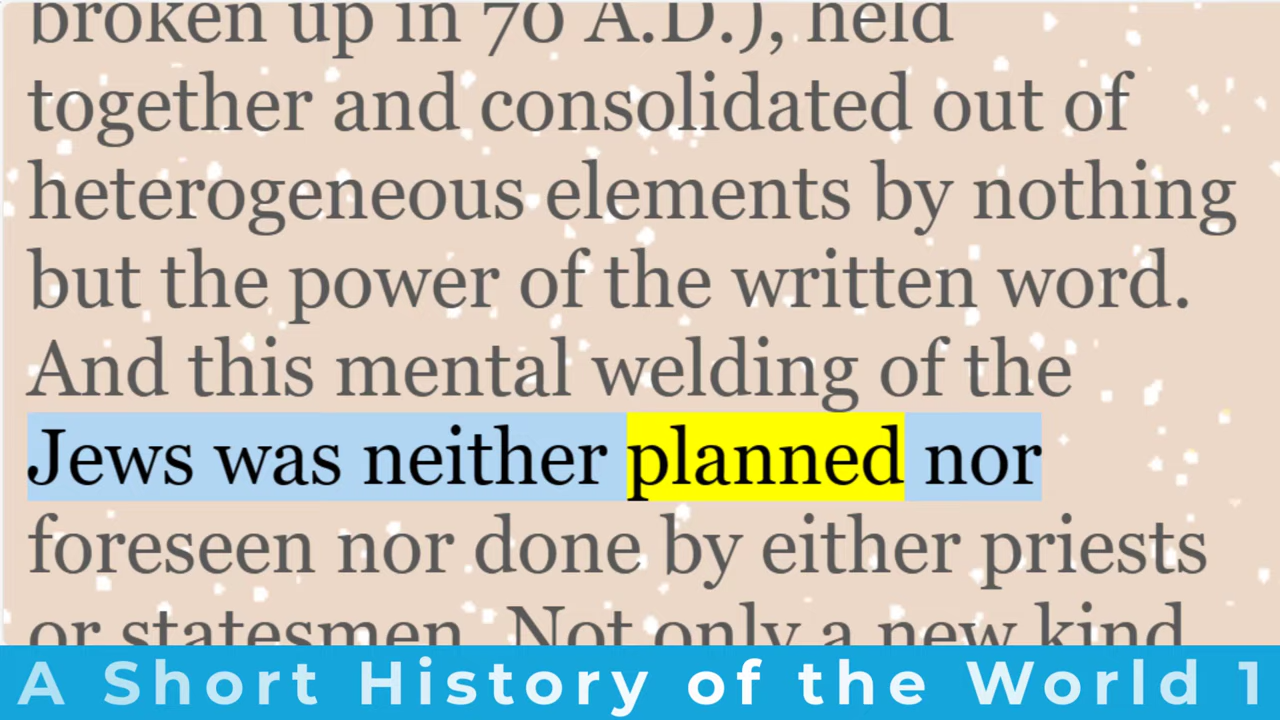 broken up in 70 A.D.), held
together and consolidated out of
heterogeneous elements by nothing
but the power of the written word.
And this mental welding of the
Jews was neither planned nor
foreseen nor done by either priests
or statesmen. Not only a new kind
A Short History of the World 1